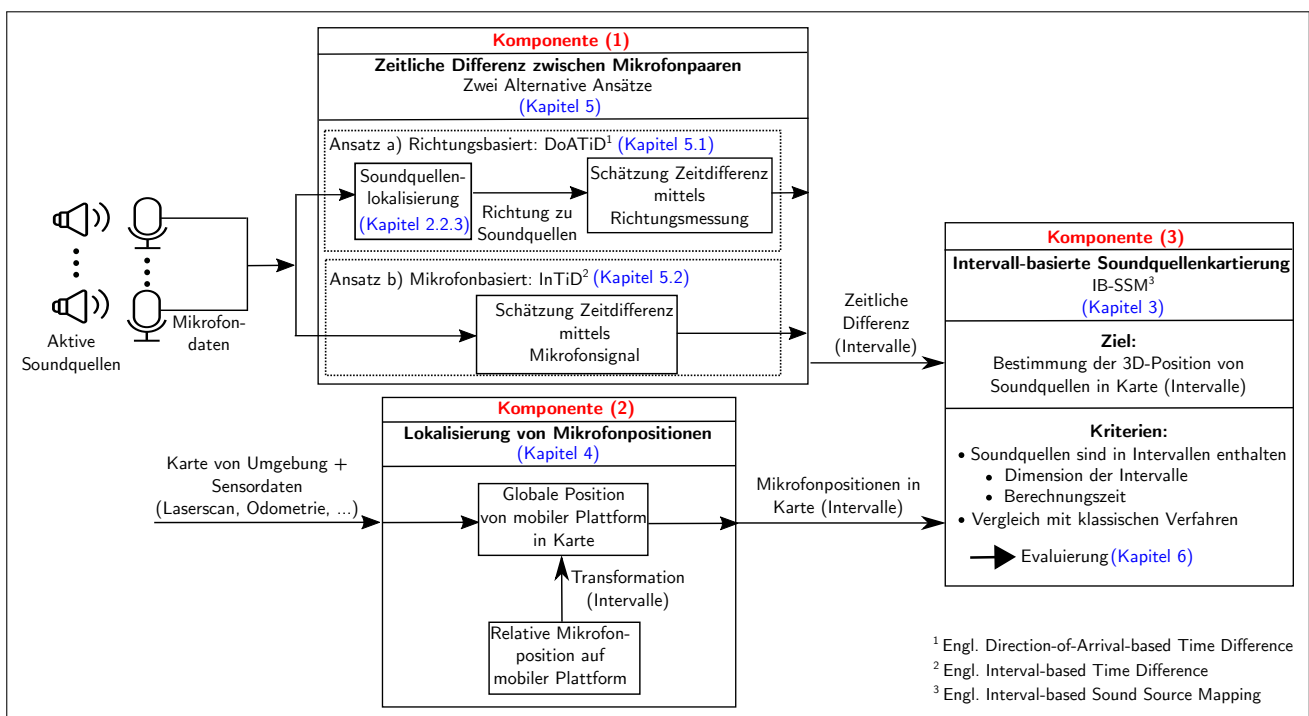 Komponente (1)
Zeitliche Differenz zwischen Mikrofonpaaren
Zwei Alternative Ansätze
(Kapitel 5)
Ansatz a) Richtungsbasiert: DoATiD¹ (Kapitel 5.1)
Soundquellen-
lokalisierung
(Kapitel 2.2.3)
Richtung zu
Soundquellen
Schätzung Zeitdifferenz
mittels
Richtungsmessung
Ansatz b) Mikrofonbasiert: InTiD² (Kapitel 5.2)
Schätzung Zeitdifferenz
mittels
Mikrofonsignal
Aktive
Soundquellen
Mikrofon-
daten
Zeitliche
Differenz
(Intervalle)
Komponente (2)
Lokalisierung von Mikrofonpositionen
(Kapitel 4)
Karte von Umgebung +
Sensordaten
(Laserscan, Odometrie, ...)
Globale Position
von mobiler Plattform
in Karte
Transformation
(Intervalle)
Relative Mikrofon-
position auf
mobiler Plattform
Mikrofonpositionen in
Karte (Intervalle)
Komponente (3)
Intervall-basierte Soundquellenkartierung
IB-SSM³
(Kapitel 3)
Ziel:
Bestimmung der 3D-Position von
Soundquellen in Karte (Intervalle)
Kriterien:
• Soundquellen sind in Intervallen enthalten
• Dimension der Intervalle
• Berechnungszeit
• Vergleich mit klassischen Verfahren
Evaluierung (Kapitel 6)
¹ Engl. Direction-of-Arrival-based Time Difference
² Engl. Interval-based Time Difference
³ Engl. Interval-based Sound Source Mapping